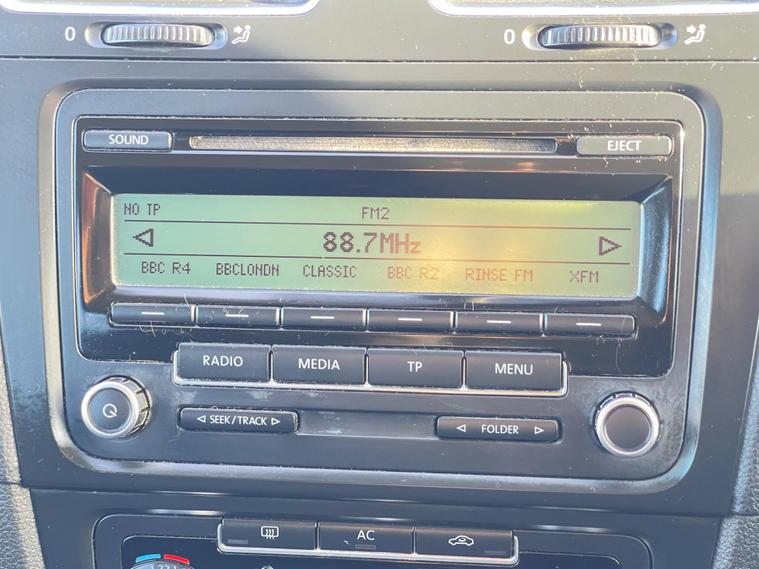 0 0
SOUND EJECT
NO TP FM2
88.7MHz
BBC R4 BBCLONDN CLASSIC BBC R2 RINSE FM XFM
RADIO MEDIA TP MENU
SEEK/TRACK FOLDER
AC